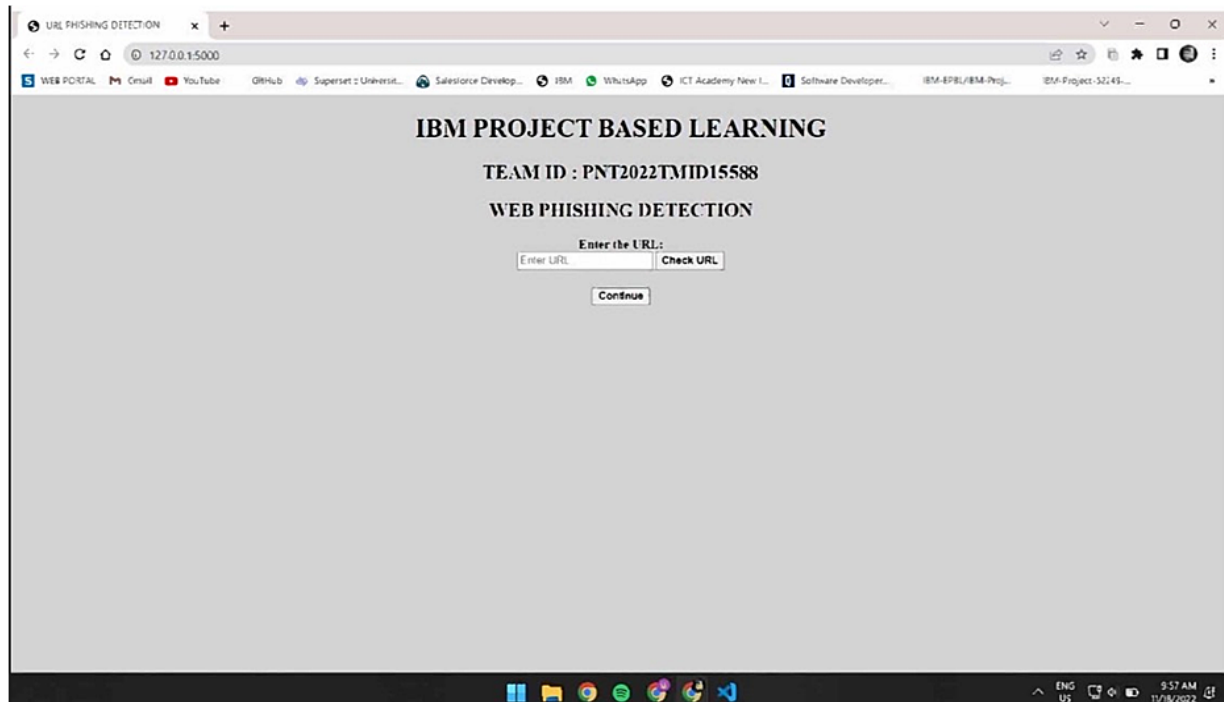 URL PHISHING DETECTION
127.0.0.1:5000
WEB PORTAL Gmail YouTube GitHub Superset :: Universit... Salesforce Develop... IBM WhatsApp ICT Academy New I... Software Developer... IBM-EPBL/IBM-Proj... IBM-Project-52249-...
IBM PROJECT BASED LEARNING
TEAM ID : PNT2022TMID15588
WEB PHISHING DETECTION
Enter the URL:
Enter URL Check URL
Continue
ENG 9:57 AM
US 11/18/2022